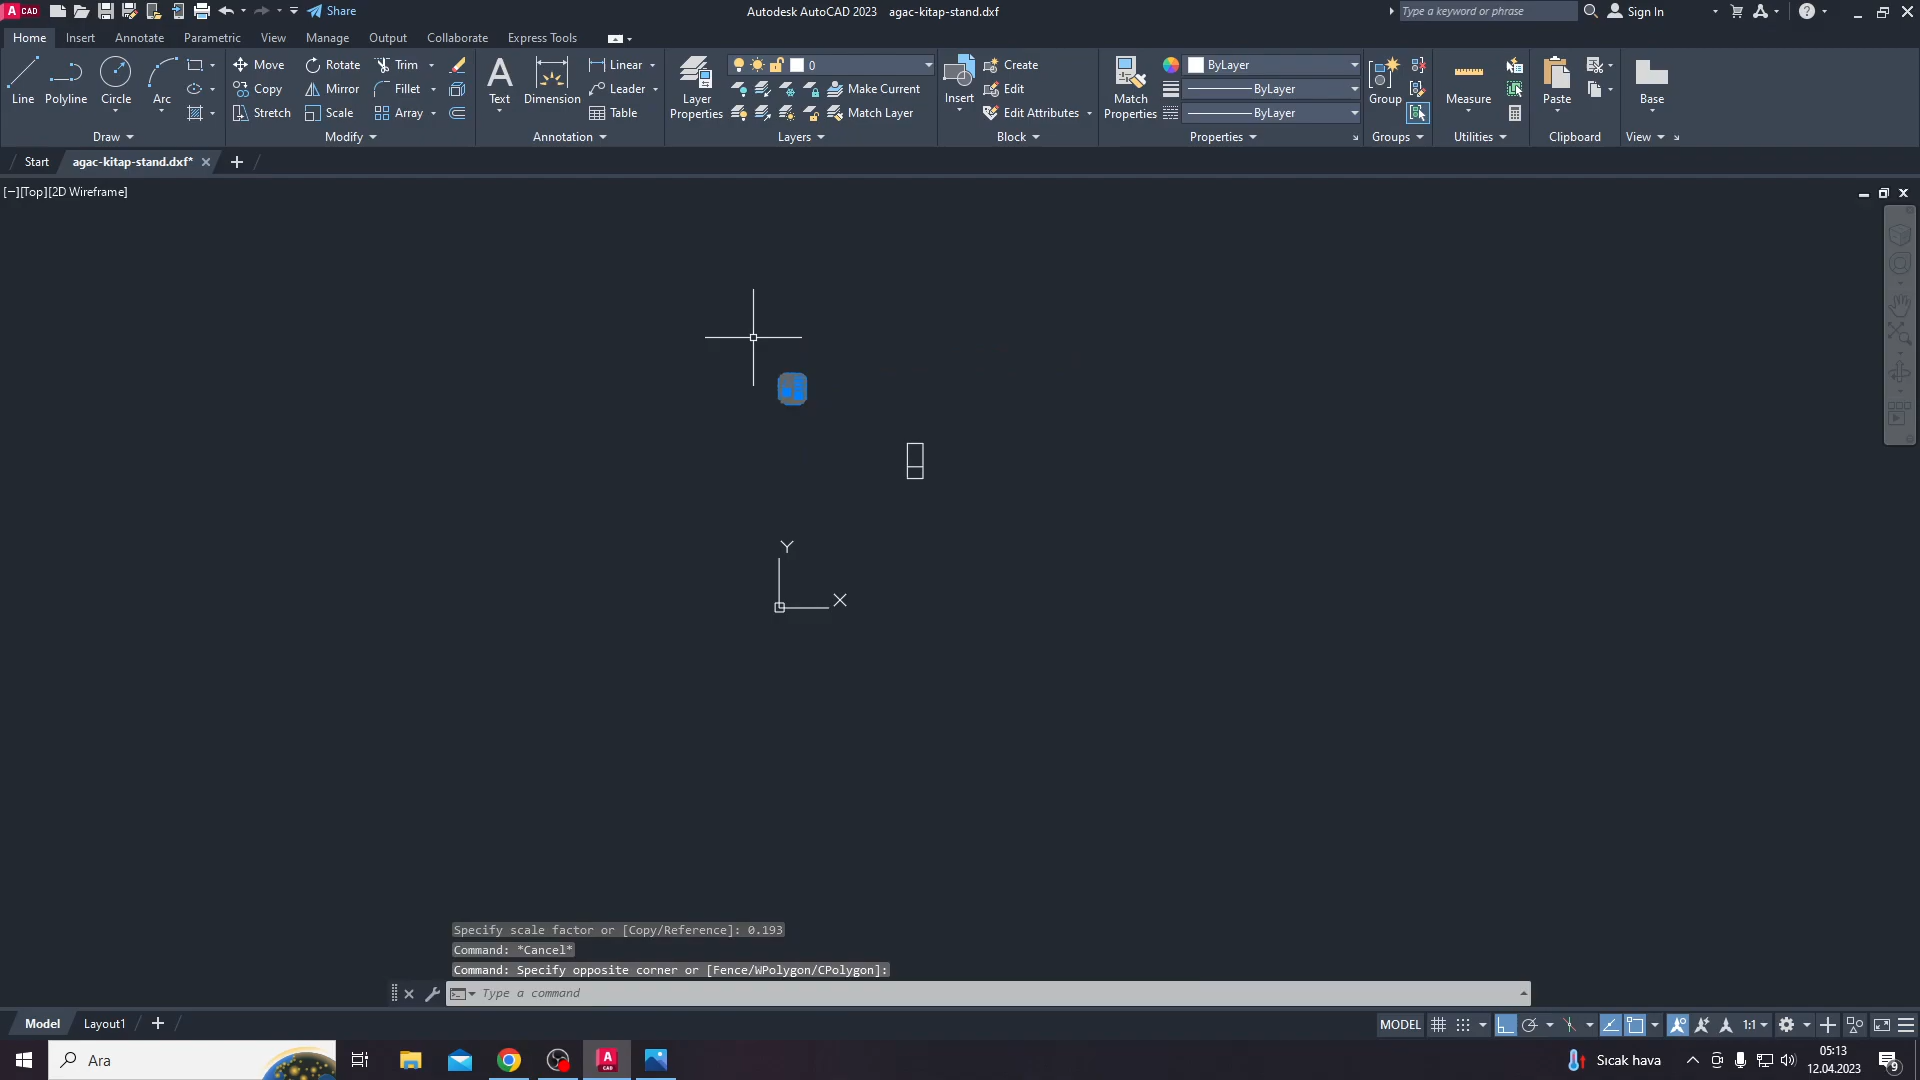 A CAD
Share
Autodesk AutoCAD 2023 agac-kitap-stand.dxf
Type a keyword or phrase
Sign In
Home Insert Annotate Parametric View Manage Output Collaborate Express Tools
Line Polyline Circle Arc
Move Rotate Trim
Copy Mirror Fillet
Stretch Scale Array
Text Dimension
Linear
Leader
Table
Layer Properties
0
Make Current
Match Layer
Insert
Create
Edit
Edit Attributes
Match Properties
ByLayer
ByLayer
ByLayer
Group
Measure
Paste
Base
Draw Modify Annotation Layers Block Properties Groups Utilities Clipboard View
Start agac-kitap-stand.dxf*
[−][Top][2D Wireframe]
Y
X
Specify scale factor or [Copy/Reference]: 0.193
Command: *Cancel*
Command: Specify opposite corner or [Fence/WPolygon/CPolygon]:
Type a command
Model Layout1
MODEL 1:1
Ara
A CAD
Sıcak hava
05:13
12.04.2023
9